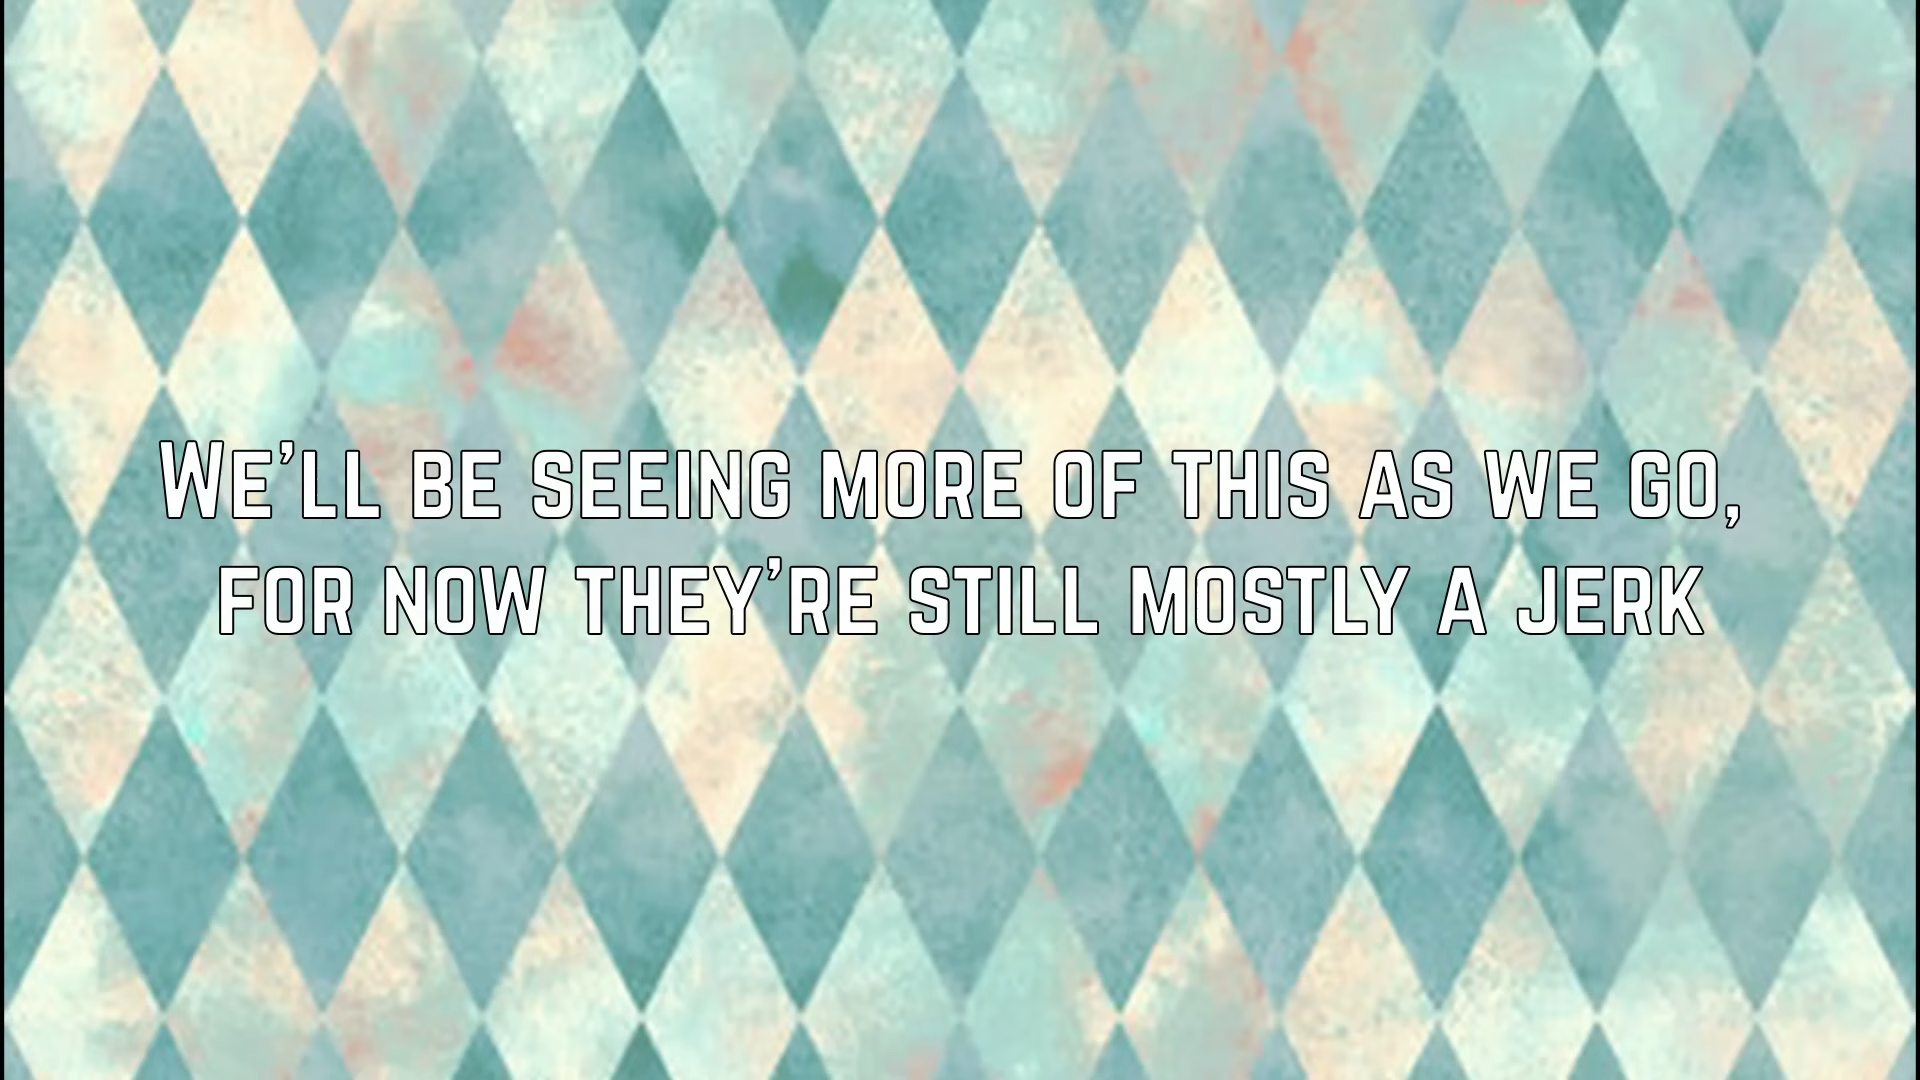 We'll be seeing more of this as we go,
for now they're still mostly a jerk